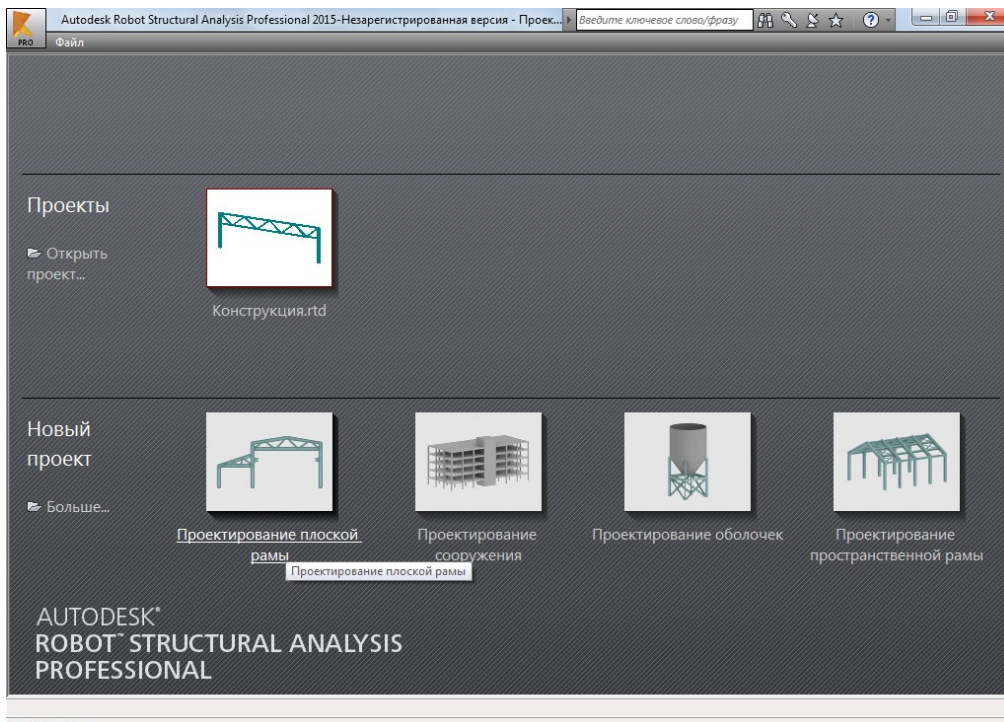 Autodesk Robot Structural Analysis Professional 2015-Незарегистрированная версия - Проек...
Введите ключевое слово/фразу
PRO
Файл
Проекты
Открыть
проект...
Конструкция.rtd
Новый
проект
Больше...
Проектирование плоской
рамы
Проектирование
сооружения
Проектирование оболочек
Проектирование
пространственной рамы
Проектирование плоской рамы
AUTODESK®
ROBOT™ STRUCTURAL ANALYSIS
PROFESSIONAL